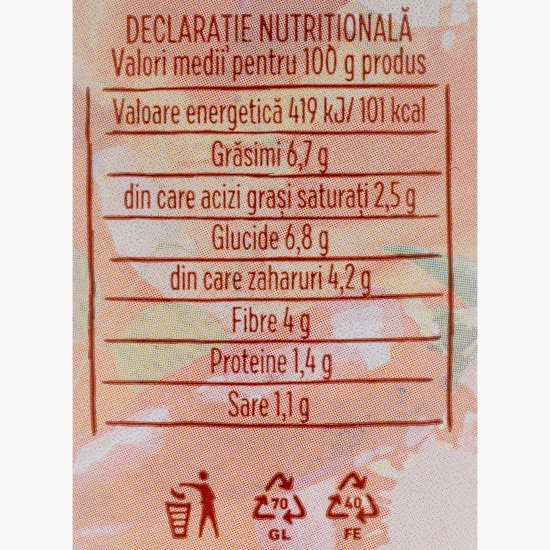 DECLARAȚIE NUTRIȚIONALĂ
Valori medii pentru 100 g produs
Valoare energetică 419 kJ/ 101 kcal
Grăsimi 6,7 g
din care acizi grași saturați 2,5 g
Glucide 6,8 g
din care zaharuri 4,2 g
Fibre 4 g
Proteine 1,4 g
Sare 1,1 g
70 40
GL FE